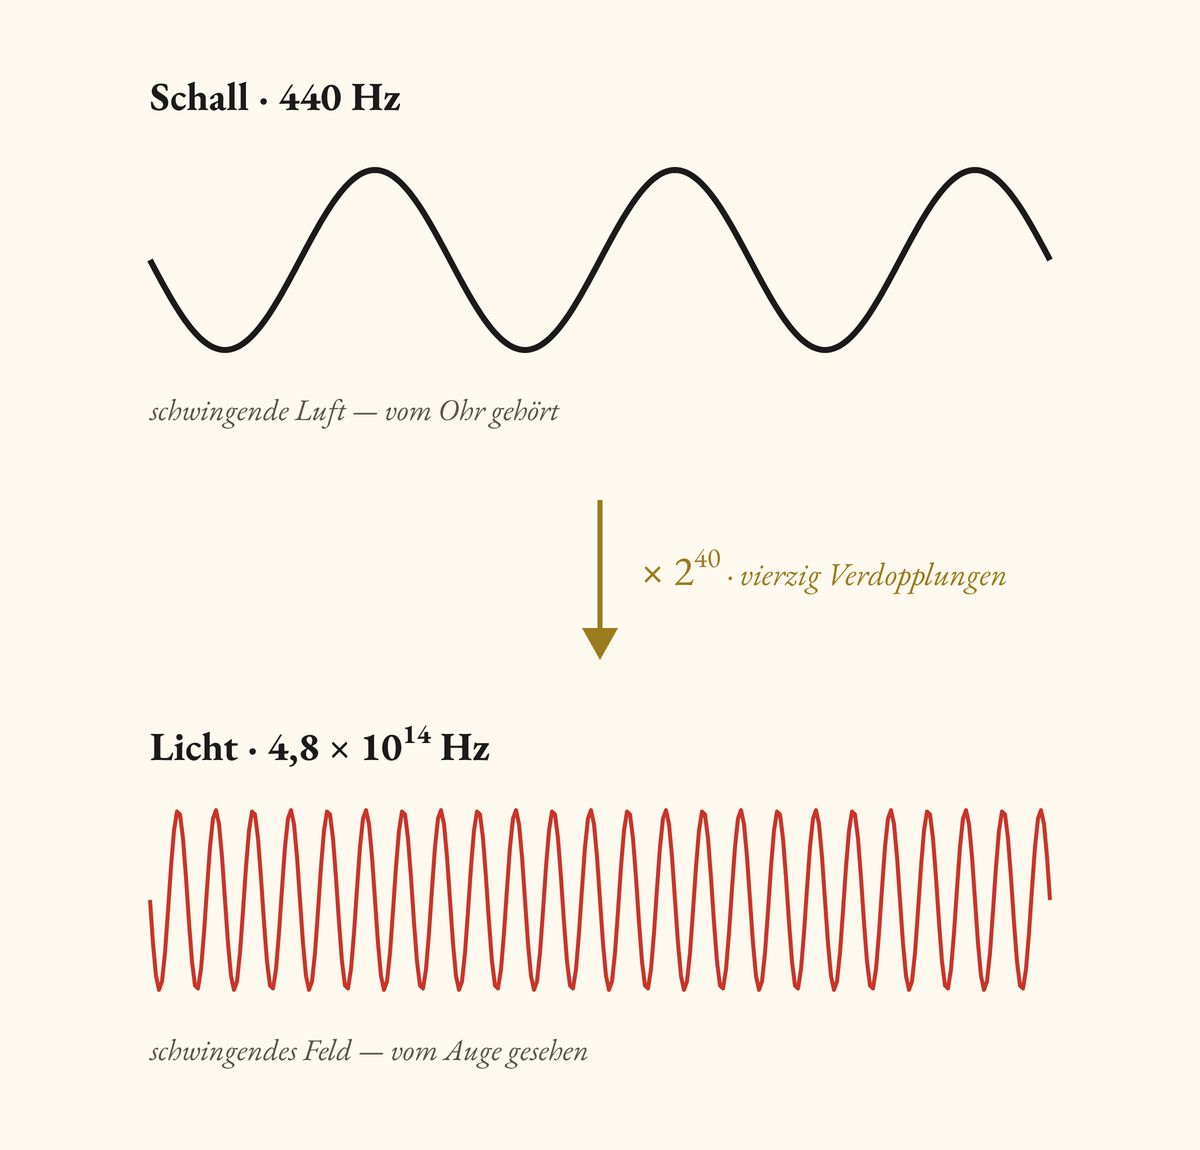 Schall · 440 Hz
schwingende Luft — vom Ohr gehört
× 2⁴⁰ · vierzig Verdopplungen
Licht · 4,8 × 10¹⁴ Hz
schwingendes Feld — vom Auge gesehen